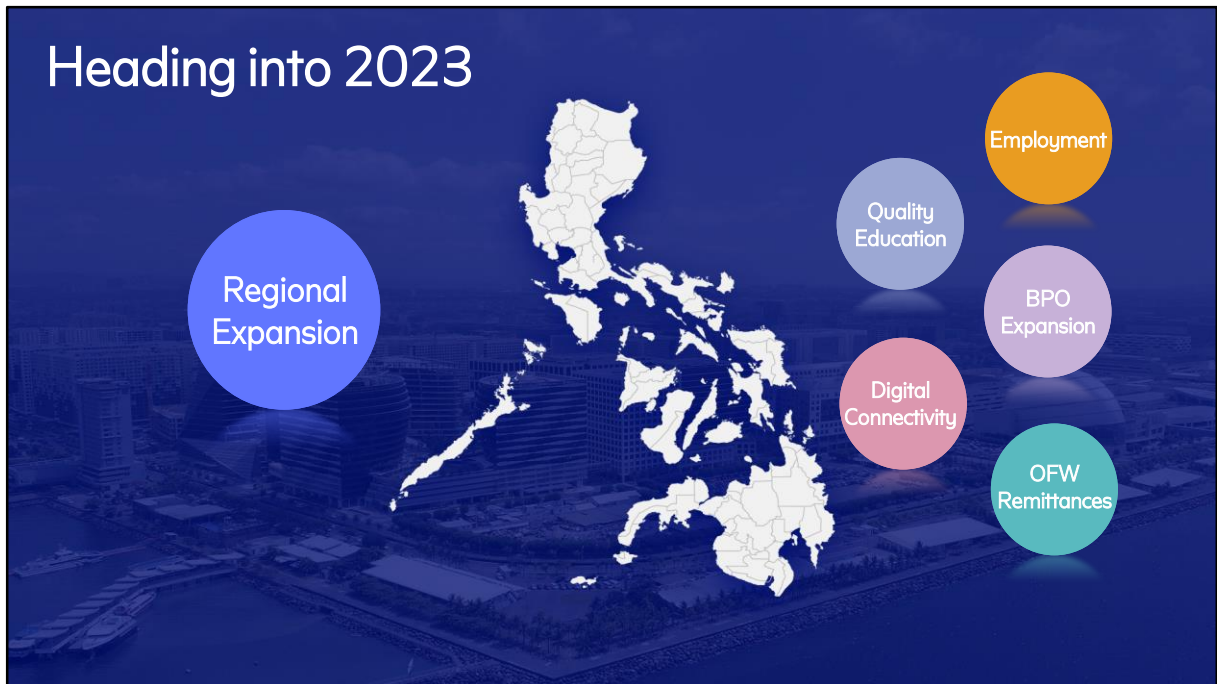 Heading into 2023
Regional
Expansion
Employment
Quality
Education
BPO
Expansion
Digital
Connectivity
OFW
Remittances